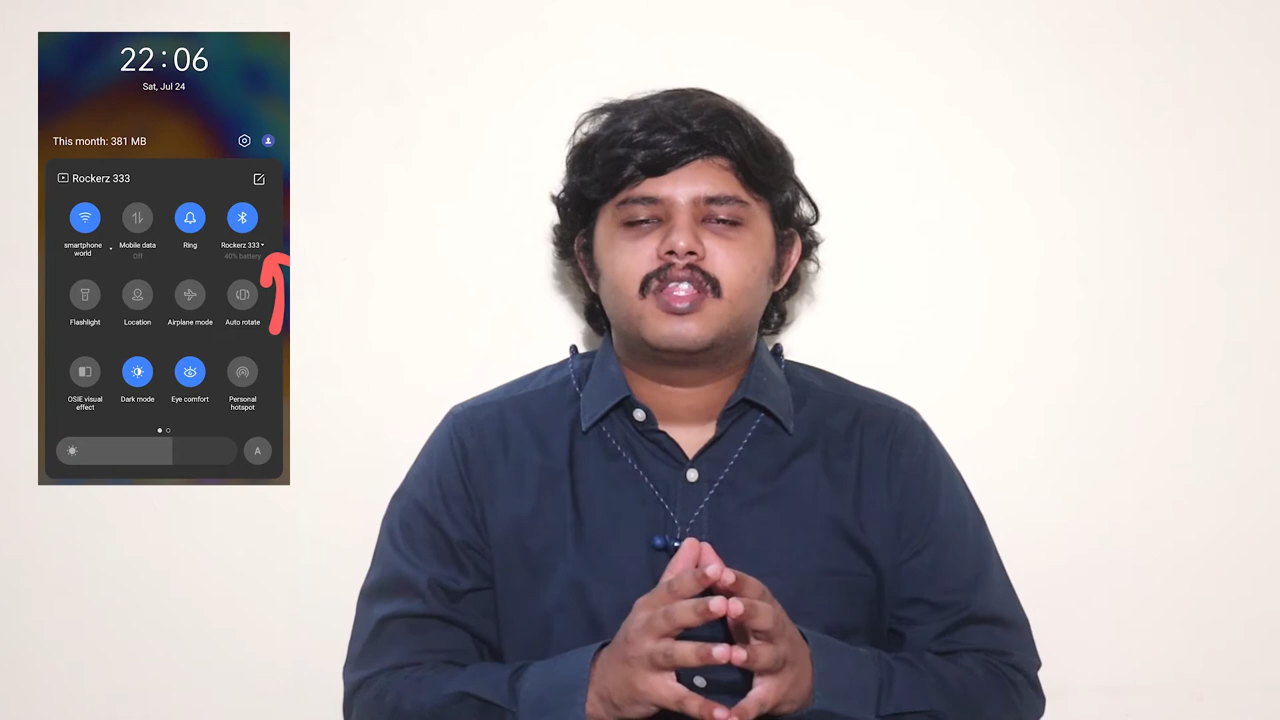 22:06
Sat, Jul 24
This month: 381 MB
Rockerz 333
smartphone world
Mobile data
Off
Ring
Rockerz 333
40% battery
Flashlight
Location
Airplane mode
Auto rotate
OSIE visual effect
Dark mode
Eye comfort
Personal hotspot
A